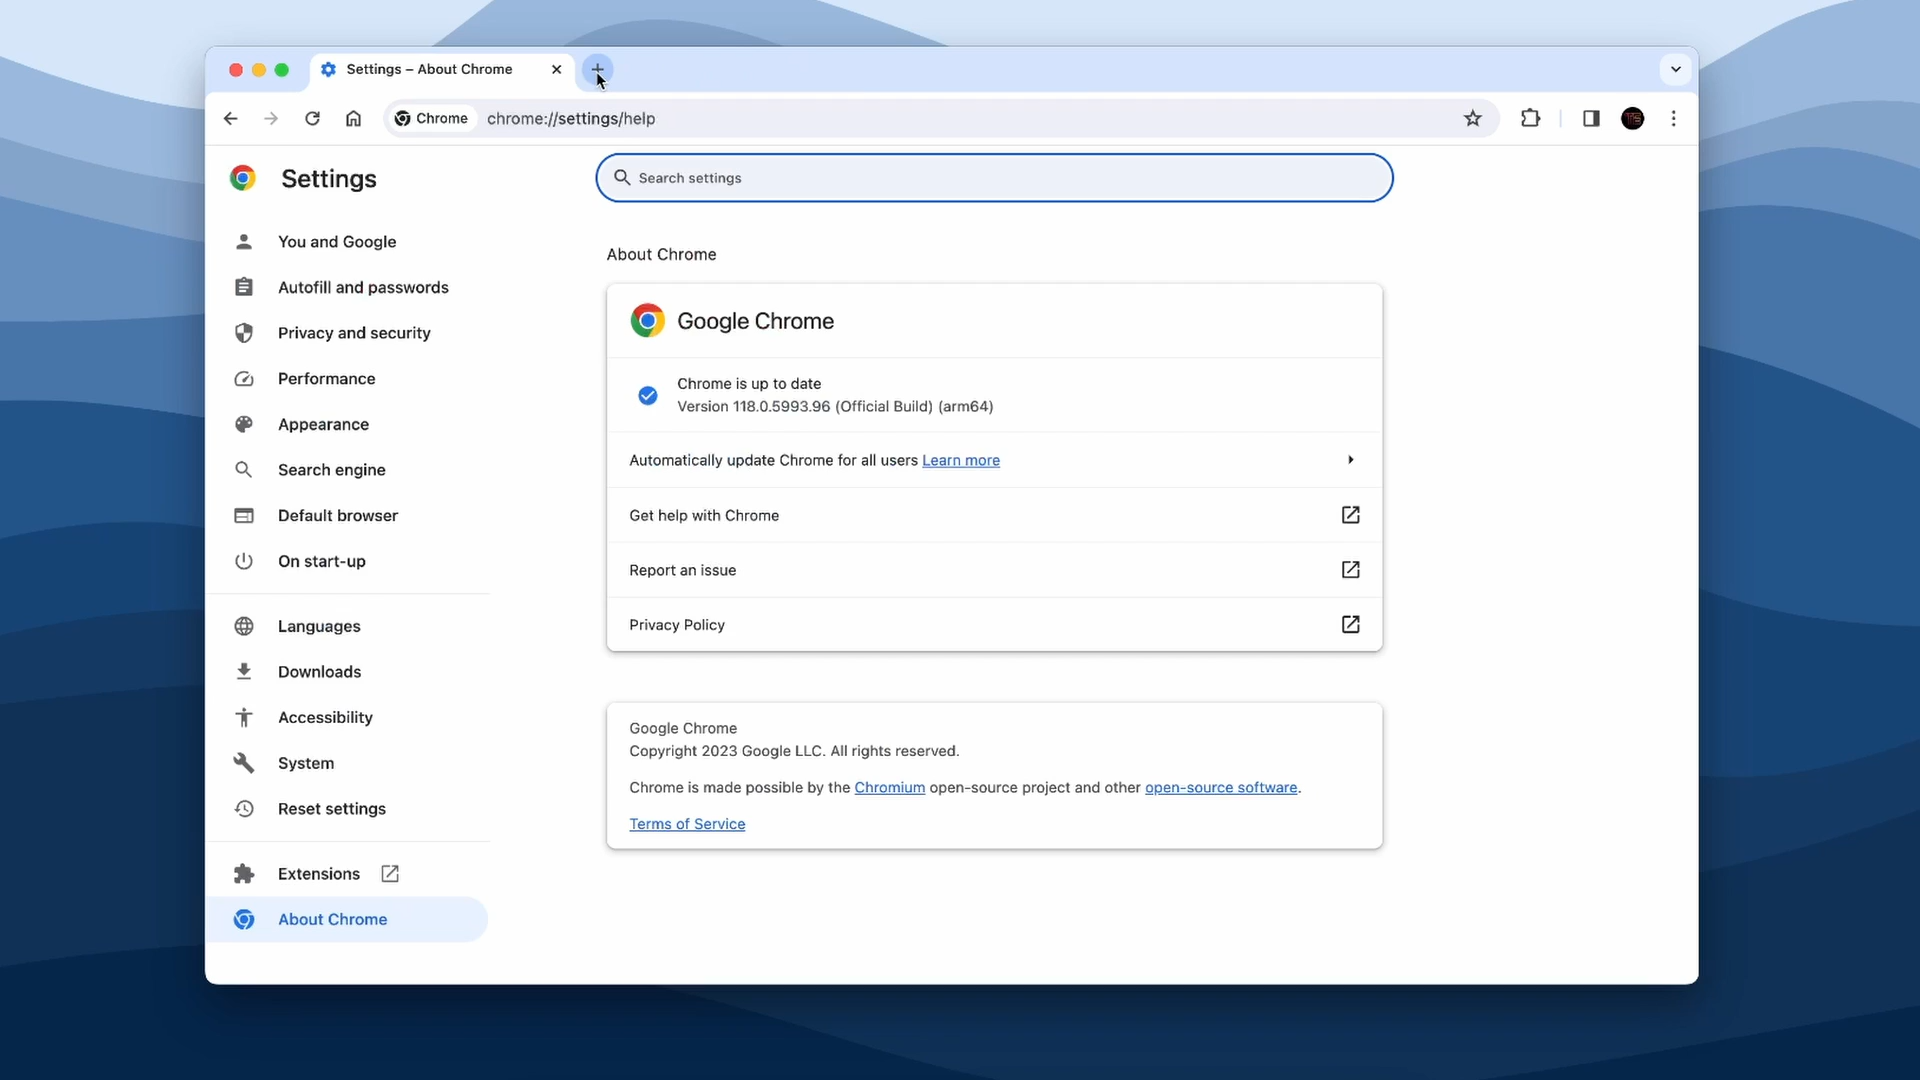 Settings – About Chrome
Chrome
chrome://settings/help
Settings
Search settings
You and Google
Autofill and passwords
Privacy and security
Performance
Appearance
Search engine
Default browser
On start-up
Languages
Downloads
Accessibility
System
Reset settings
Extensions
About Chrome
About Chrome
Google Chrome
Chrome is up to date
Version 118.0.5993.96 (Official Build) (arm64)
Automatically update Chrome for all users Learn more
Get help with Chrome
Report an issue
Privacy Policy
Google Chrome
Copyright 2023 Google LLC. All rights reserved.
Chrome is made possible by the Chromium open-source project and other open-source software.
Terms of Service